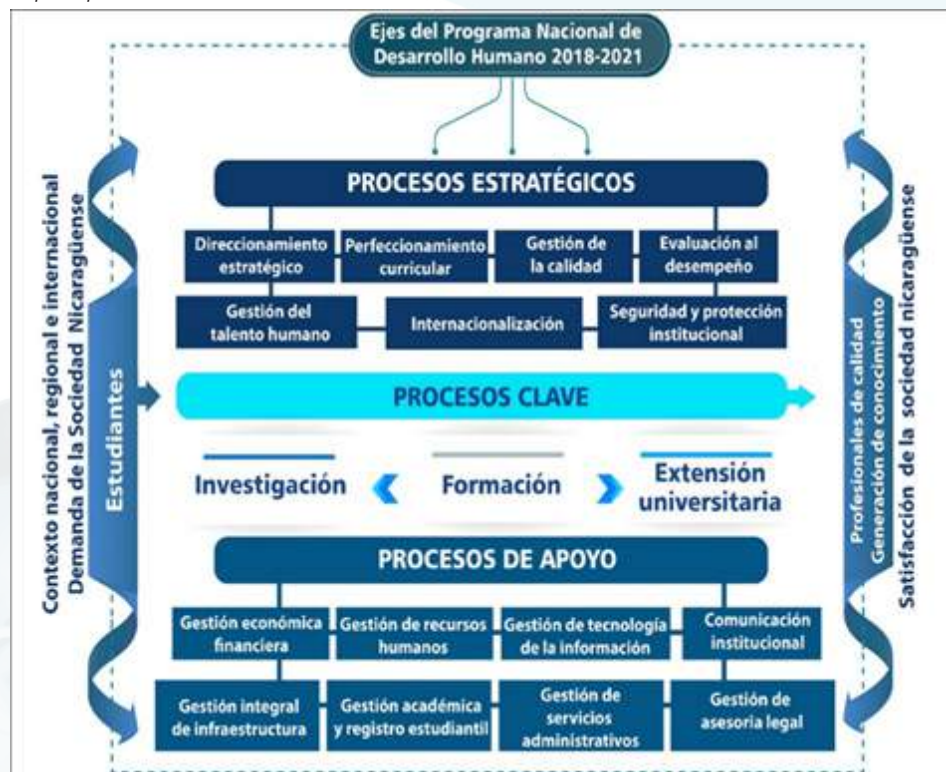 Ejes del Programa Nacional de
Desarrollo Humano 2018-2021
Contexto nacional, regional e internacional
Demanda de la Sociedad Nicaragüense
Estudiantes
PROCESOS ESTRATÉGICOS
Direccionamiento
estratégico
Perfeccionamiento
curricular
Gestión de
la calidad
Evaluación al
desempeño
Gestión del
talento humano
Internacionalización
Seguridad y protección
institucional
PROCESOS CLAVE
Investigación
Formación
Extensión
universitaria
PROCESOS DE APOYO
Gestión económica
financiera
Gestión de recursos
humanos
Gestión de tecnología
de la información
Comunicación
institucional
Gestión integral
de infraestructura
Gestión académica
y registro estudiantil
Gestión de
servicios
administrativos
Gestión de
asesoria legal
Profesionales de calidad
Generación de conocimiento
Satisfacción de la sociedad nicaragüense